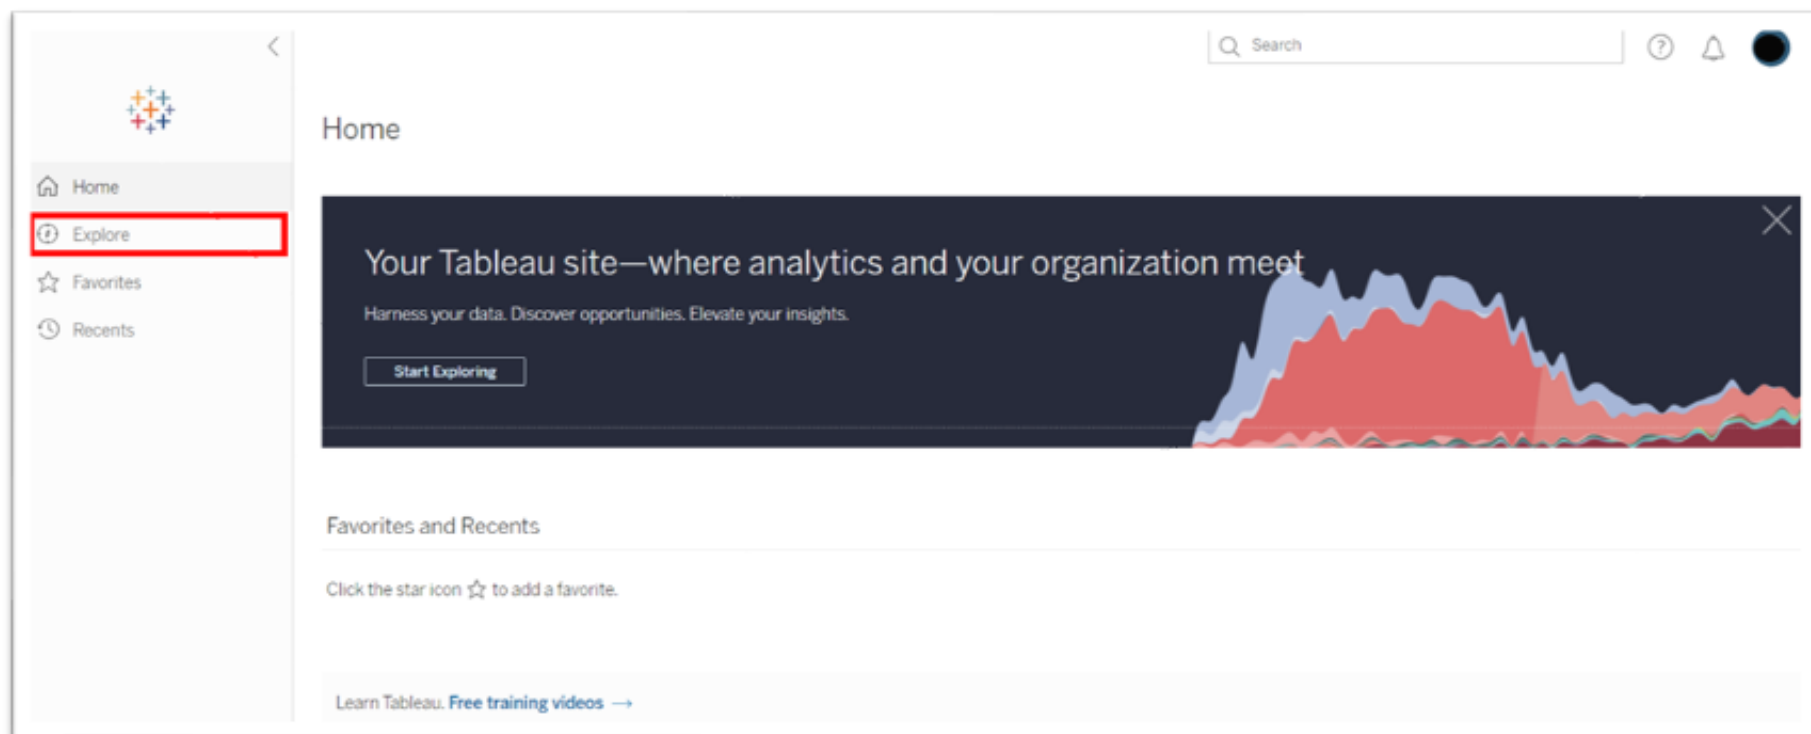 Search
Home
Home
Explore
Favorites
Recents
Your Tableau site—where analytics and your organization meet
Harness your data. Discover opportunities. Elevate your insights.
Start Exploring
Favorites and Recents
Click the star icon ☆ to add a favorite.
Learn Tableau. Free training videos →